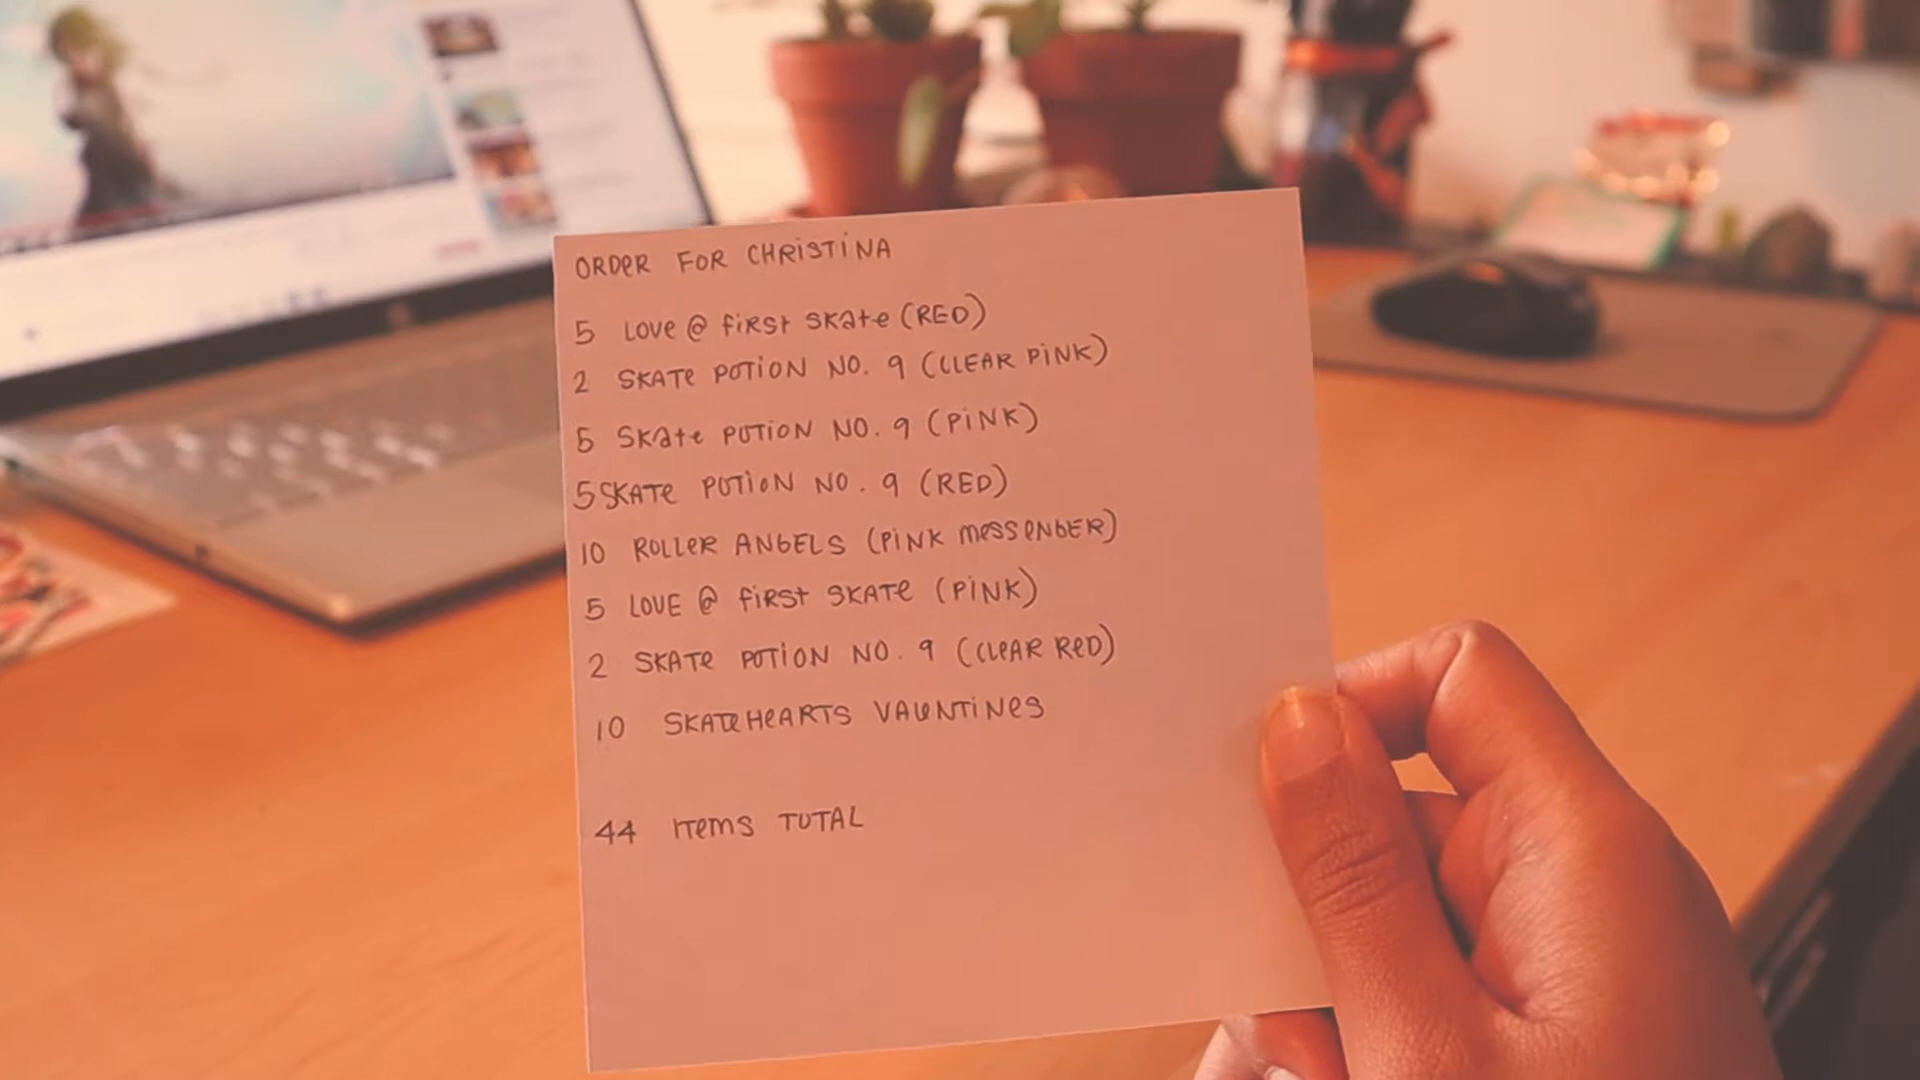 ORDER FOR CHRISTINA
5 LOVE @ FIRST SKATE (RED)
2 SKATE POTION NO. 9 (CLEAR PINK)
5 SKATE POTION NO. 9 (PINK)
5 SKATE POTION NO. 9 (RED)
10 ROLLER ANGELS (PINK MESSENGER)
5 LOVE @ FIRST SKATE (PINK)
2 SKATE POTION NO. 9 (CLEAR RED)
10 SKATEHEARTS VALENTINES
44 ITEMS TOTAL